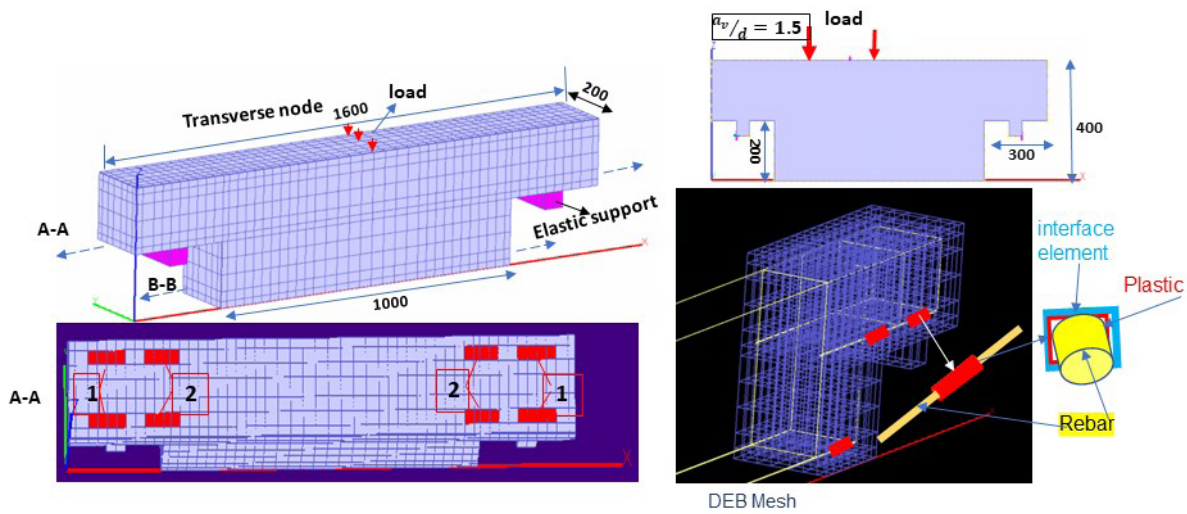 Transverse node
1600
load
200
A-A
B-B
Elastic support
1000
X
aᵥ/d = 1.5
load
200
300
400
X
A-A
1
2
2
1
X
interface
element
Plastic
Rebar
DEB Mesh